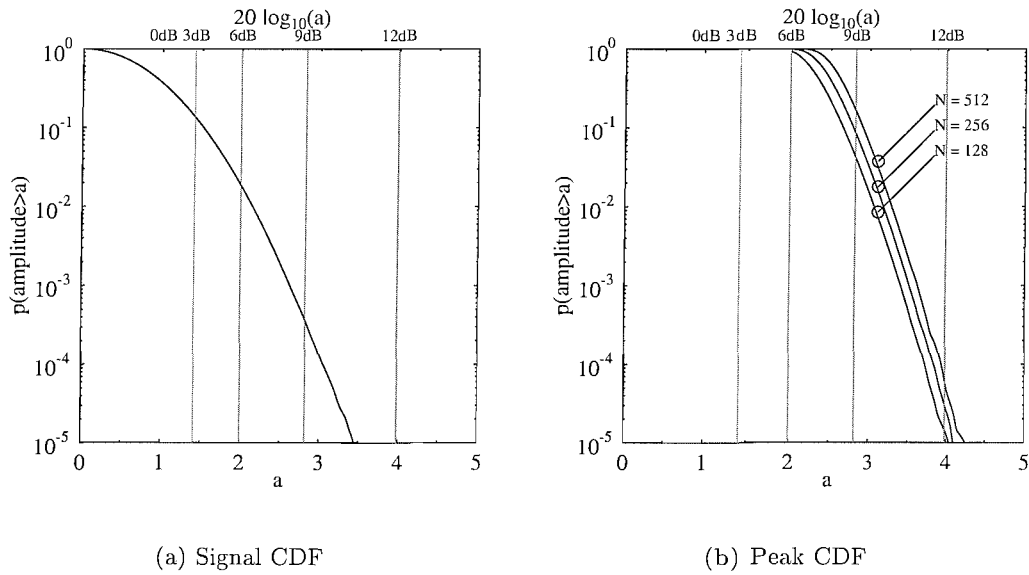 20 log10(a)
0dB 3dB 6dB 9dB 12dB
10^0
10^-1
10^-2
10^-3
10^-4
10^-5
p(amplitude>a)
0 1 2 3 4 5
a
(a) Signal CDF
20 log10(a)
0dB 3dB 6dB 9dB 12dB
10^0
10^-1
10^-2
10^-3
10^-4
10^-5
p(amplitude>a)
N = 512
N = 256
N = 128
0 1 2 3 4 5
a
(b) Peak CDF